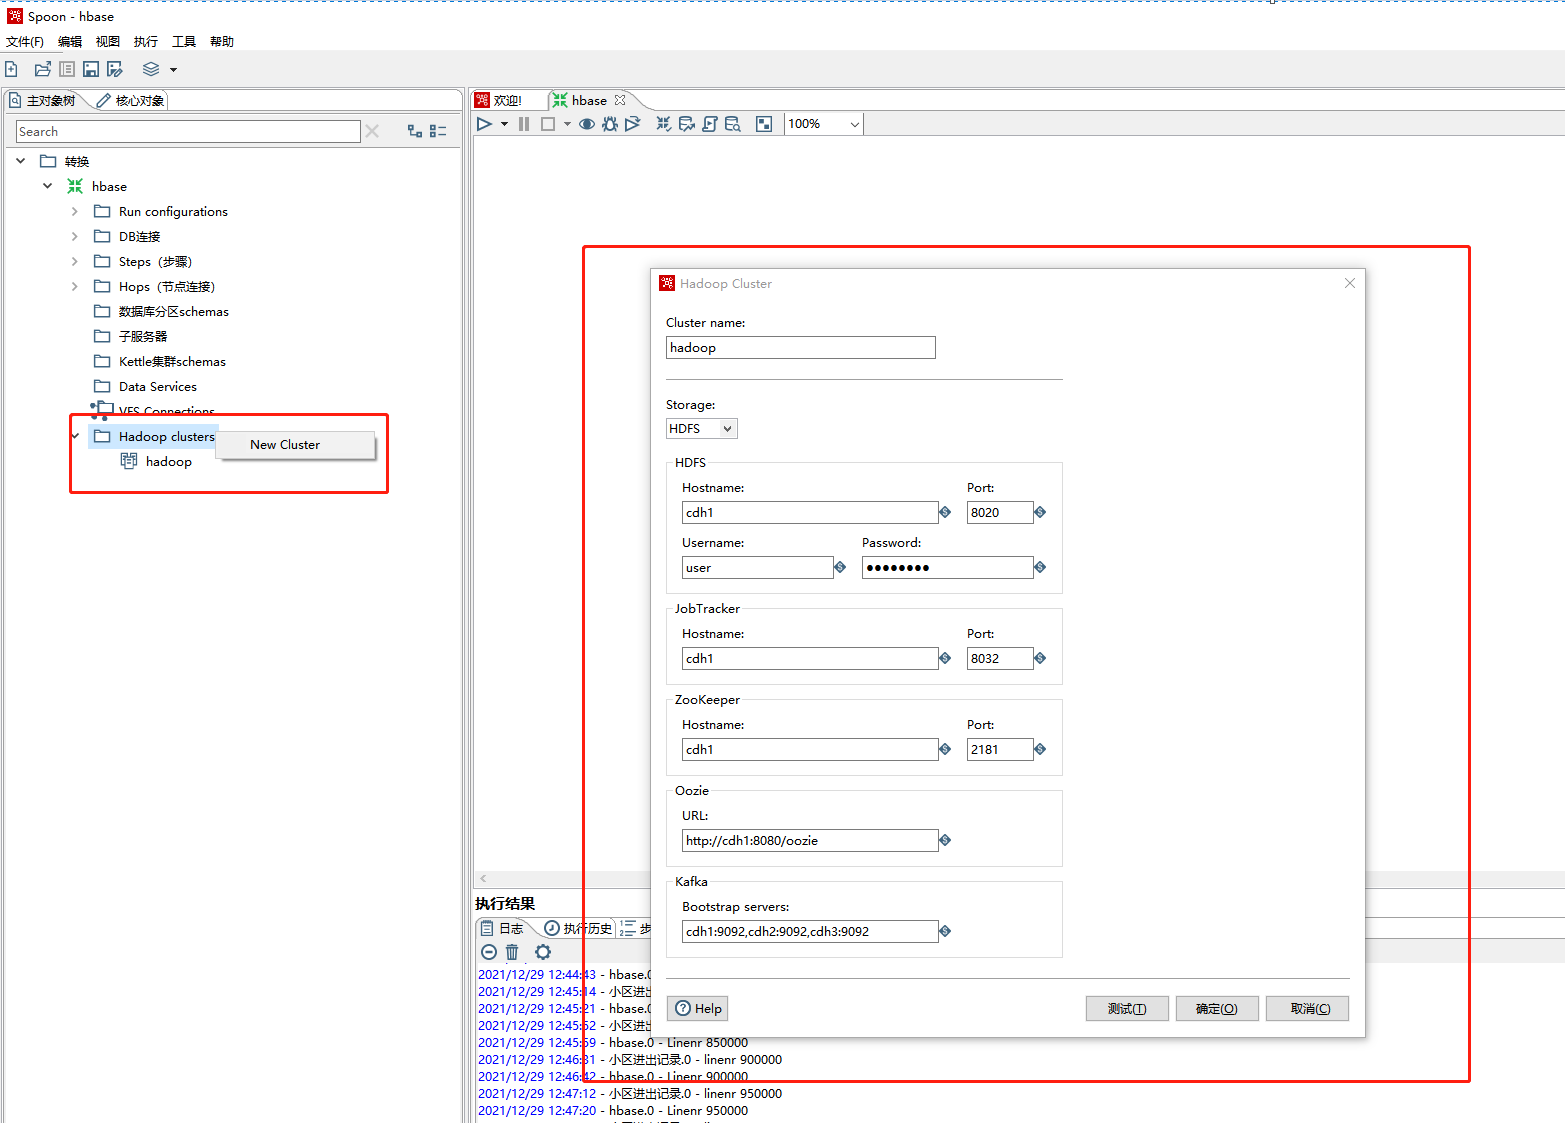 Spoon - hbase
文件(F) 编辑 视图 执行 工具 帮助
主对象树 核心对象
Search
转换
hbase
Run configurations
DB连接
Steps（步骤）
Hops（节点连接）
数据库分区schemas
子服务器
Kettle集群schemas
Data Services
VFS Connections
Hadoop clusters
New Cluster
hadoop
欢迎!
hbase
100%
Hadoop Cluster
Cluster name:
hadoop
Storage:
HDFS
HDFS
Hostname: Port:
cdh1 8020
Username: Password:
user ●●●●●●●●
JobTracker
Hostname: Port:
cdh1 8032
ZooKeeper
Hostname: Port:
cdh1 2181
Oozie
URL:
http://cdh1:8080/oozie
Kafka
Bootstrap servers:
cdh1:9092,cdh2:9092,cdh3:9092
Help 测试(T) 确定(O) 取消(C)
执行结果
日志 执行历史 步
2021/12/29 12:44:43 - hbase.0
2021/12/29 12:45:14 - 小区进出
2021/12/29 12:45:21 - hbase.0
2021/12/29 12:45:52 - 小区进出
2021/12/29 12:45:59 - hbase.0 - Linenr 850000
2021/12/29 12:46:31 - 小区进出记录.0 - linenr 900000
2021/12/29 12:46:42 - hbase.0 - Linenr 900000
2021/12/29 12:47:12 - 小区进出记录.0 - linenr 950000
2021/12/29 12:47:20 - hbase.0 - Linenr 950000